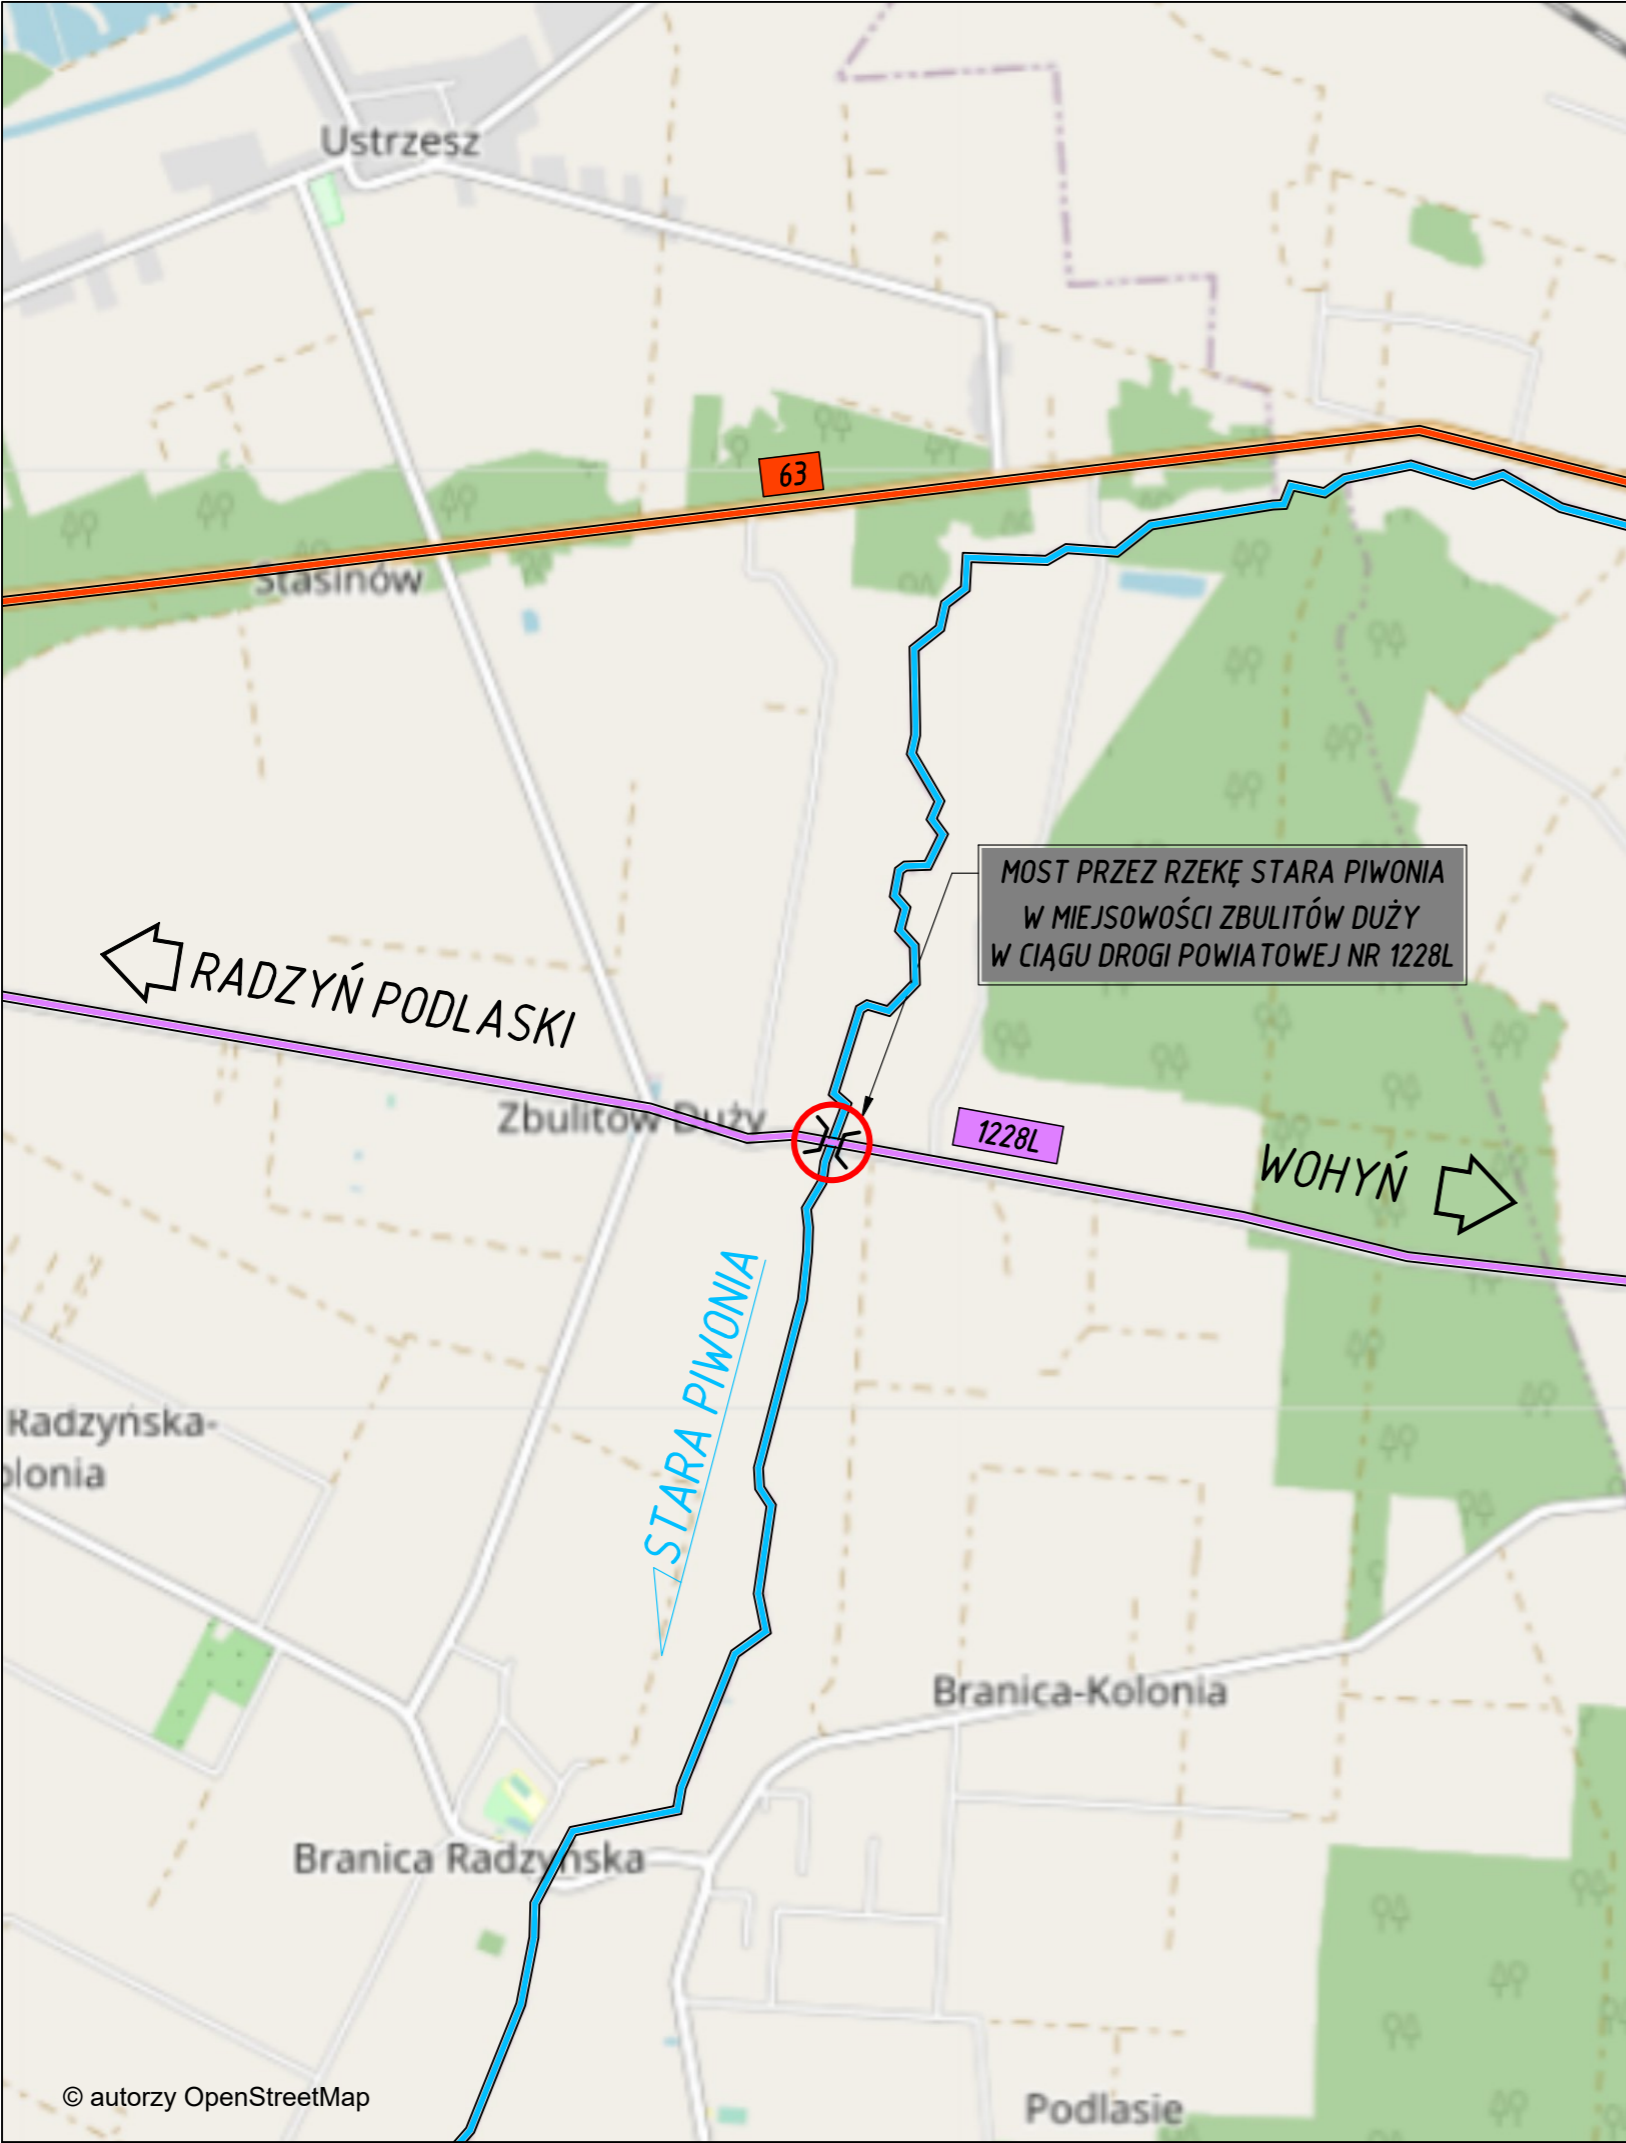 Ustrzesz
63
Stasinów
MOST PRZEZ RZEKĘ STARA PIWONIA
W MIEJSOWOŚCI ZBULITÓW DUŻY
W CIĄGU DROGI POWIATOWEJ NR 1228L
RADZYŃ PODLASKI
Zbulitów Duży
1228L
WOHYŃ
STARA PIWONIA
Radzyńska-
olonia
Branica-Kolonia
Branica Radzyńska
© autorzy OpenStreetMap
Podlasie